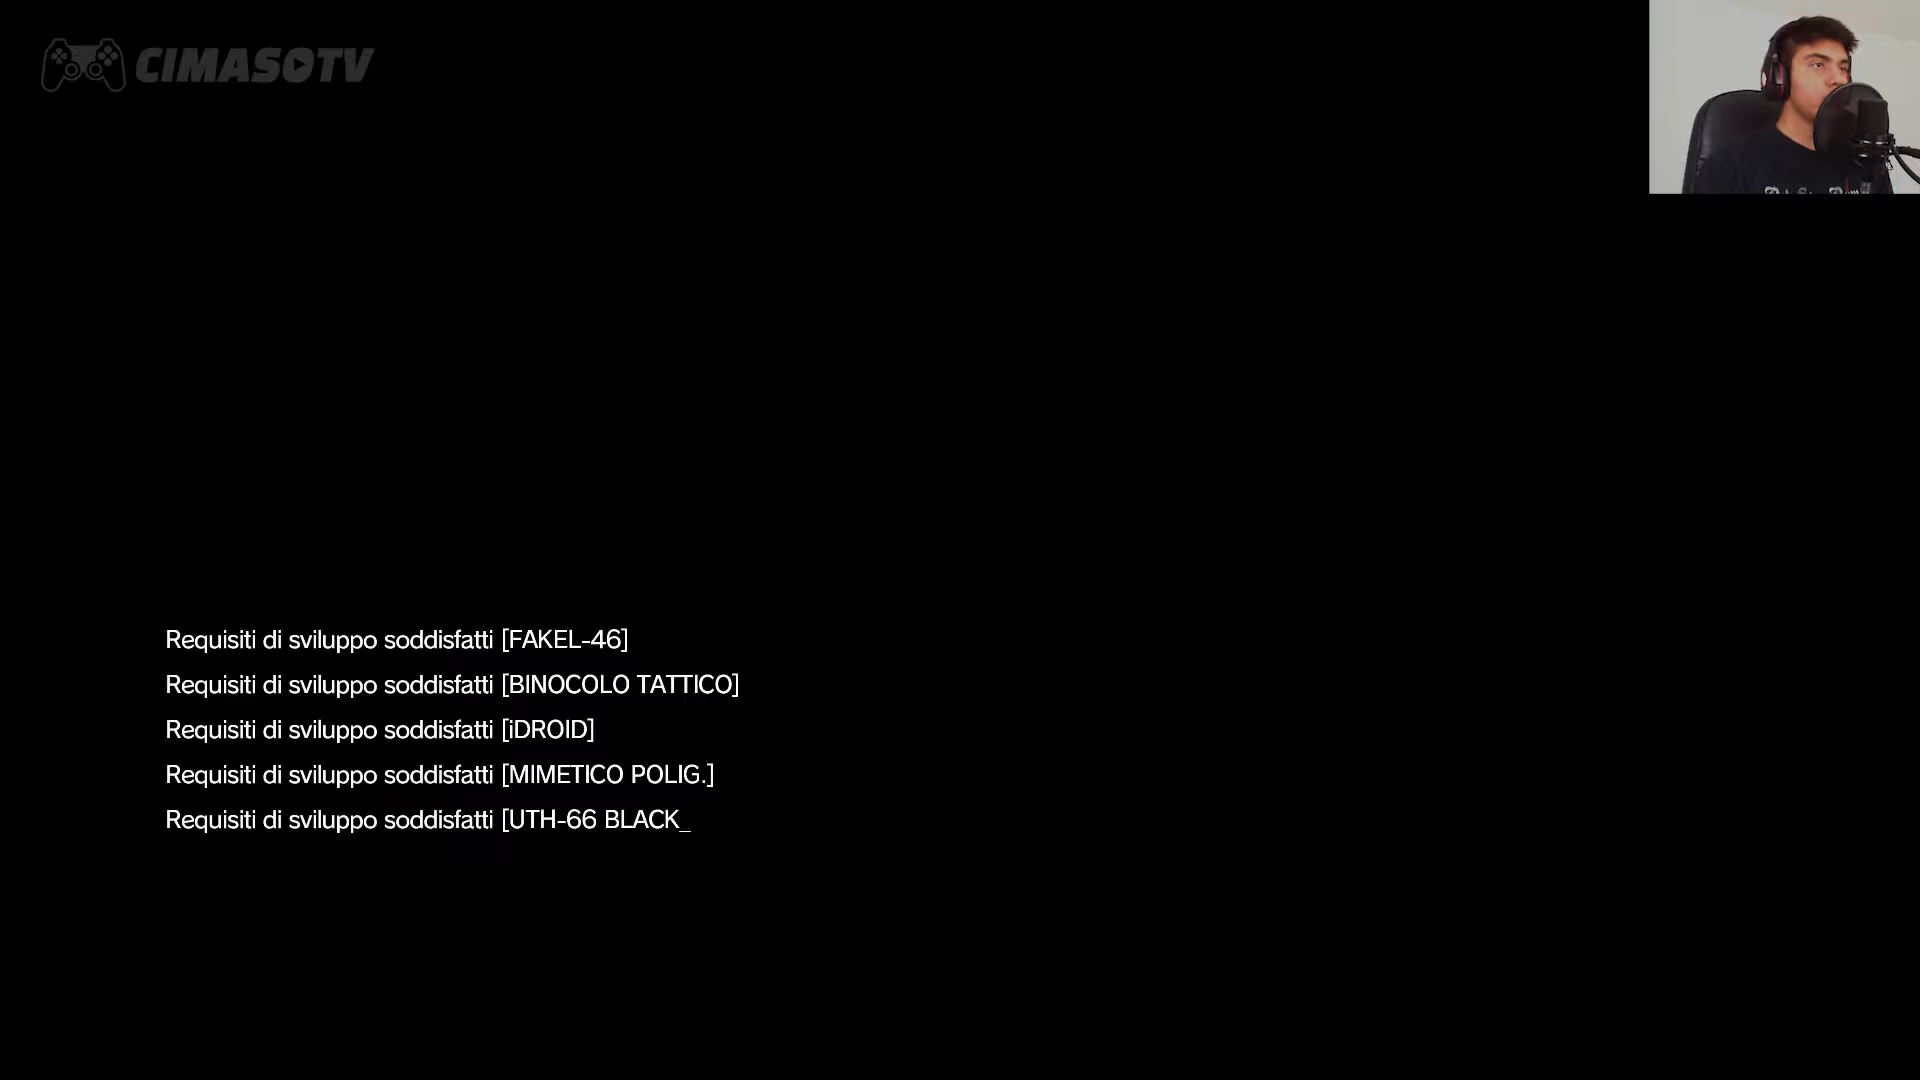 CIMASOTV
Requisiti di sviluppo soddisfatti [FAKEL-46]
Requisiti di sviluppo soddisfatti [BINOCOLO TATTICO]
Requisiti di sviluppo soddisfatti [iDROID]
Requisiti di sviluppo soddisfatti [MIMETICO POLIG.]
Requisiti di sviluppo soddisfatti [UTH-66 BLACK_